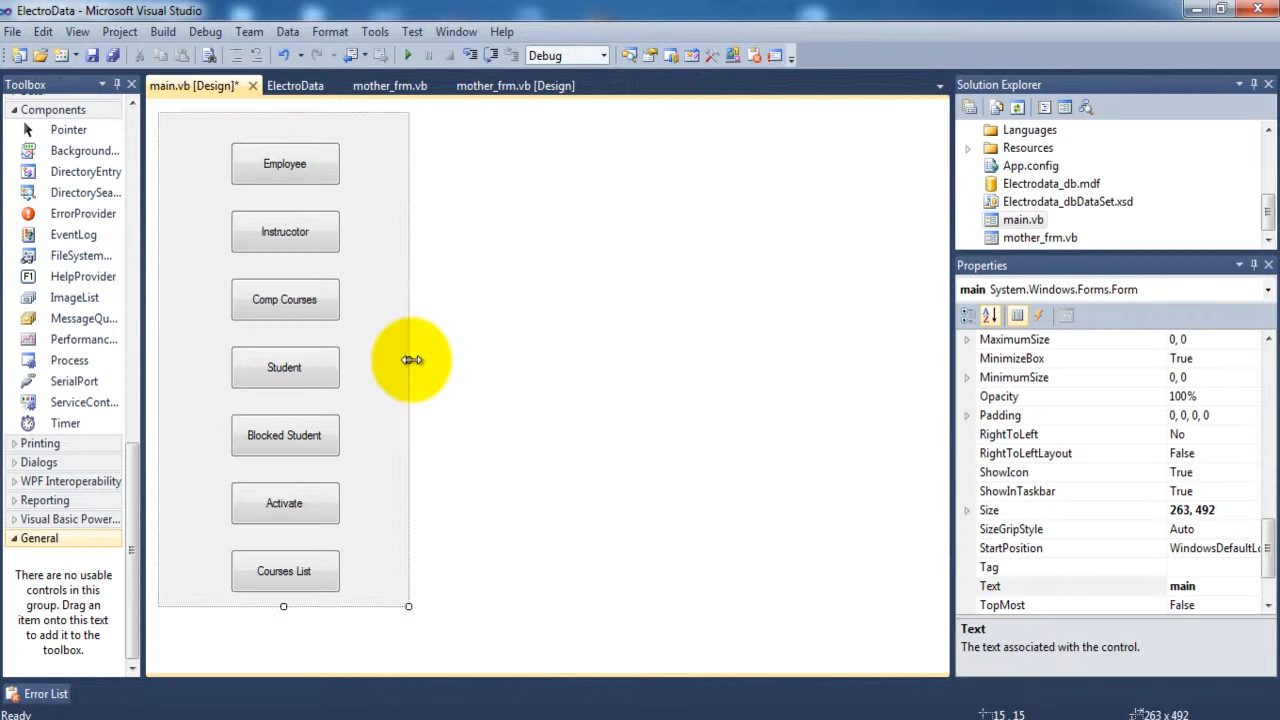 ElectroData - Microsoft Visual Studio
File Edit View Project Build Debug Team Data Format Tools Test Window Help
Debug
Toolbox
main.vb [Design]* ElectroData mother_frm.vb mother_frm.vb [Design]
Components
Pointer
Background...
DirectoryEntry
DirectorySea...
ErrorProvider
EventLog
FileSystem...
HelpProvider
ImageList
MessageQu...
Performanc...
Process
SerialPort
ServiceCont...
Timer
Printing
Dialogs
WPF Interoperability
Reporting
Visual Basic Power...
General
There are no usable
controls in this
group. Drag an
item onto this text
to add it to the
toolbox.
Employee
Instrucotor
Comp Courses
Student
Blocked Student
Activate
Courses List
Solution Explorer
Languages
Resources
App.config
Electrodata_db.mdf
Electrodata_dbDataSet.xsd
main.vb
mother_frm.vb
Properties
main System.Windows.Forms.Form
MaximumSize 0, 0
MinimizeBox True
MinimumSize 0, 0
Opacity 100%
Padding 0, 0, 0, 0
RightToLeft No
RightToLeftLayout False
ShowIcon True
ShowInTaskbar True
Size 263, 492
SizeGripStyle Auto
StartPosition WindowsDefaultLo
Tag
Text main
TopMost False
Text
The text associated with the control.
Error List
Ready 15 , 15 263 x 492